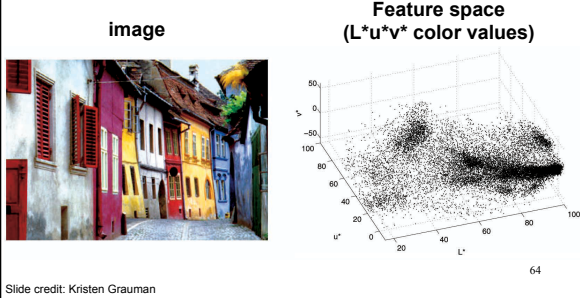 image
Feature space
(L*u*v* color values)
50
0
−50
100
80
60
40
20
0
v*
u*
20
40
60
80
100
L*
64
Slide credit: Kristen Grauman